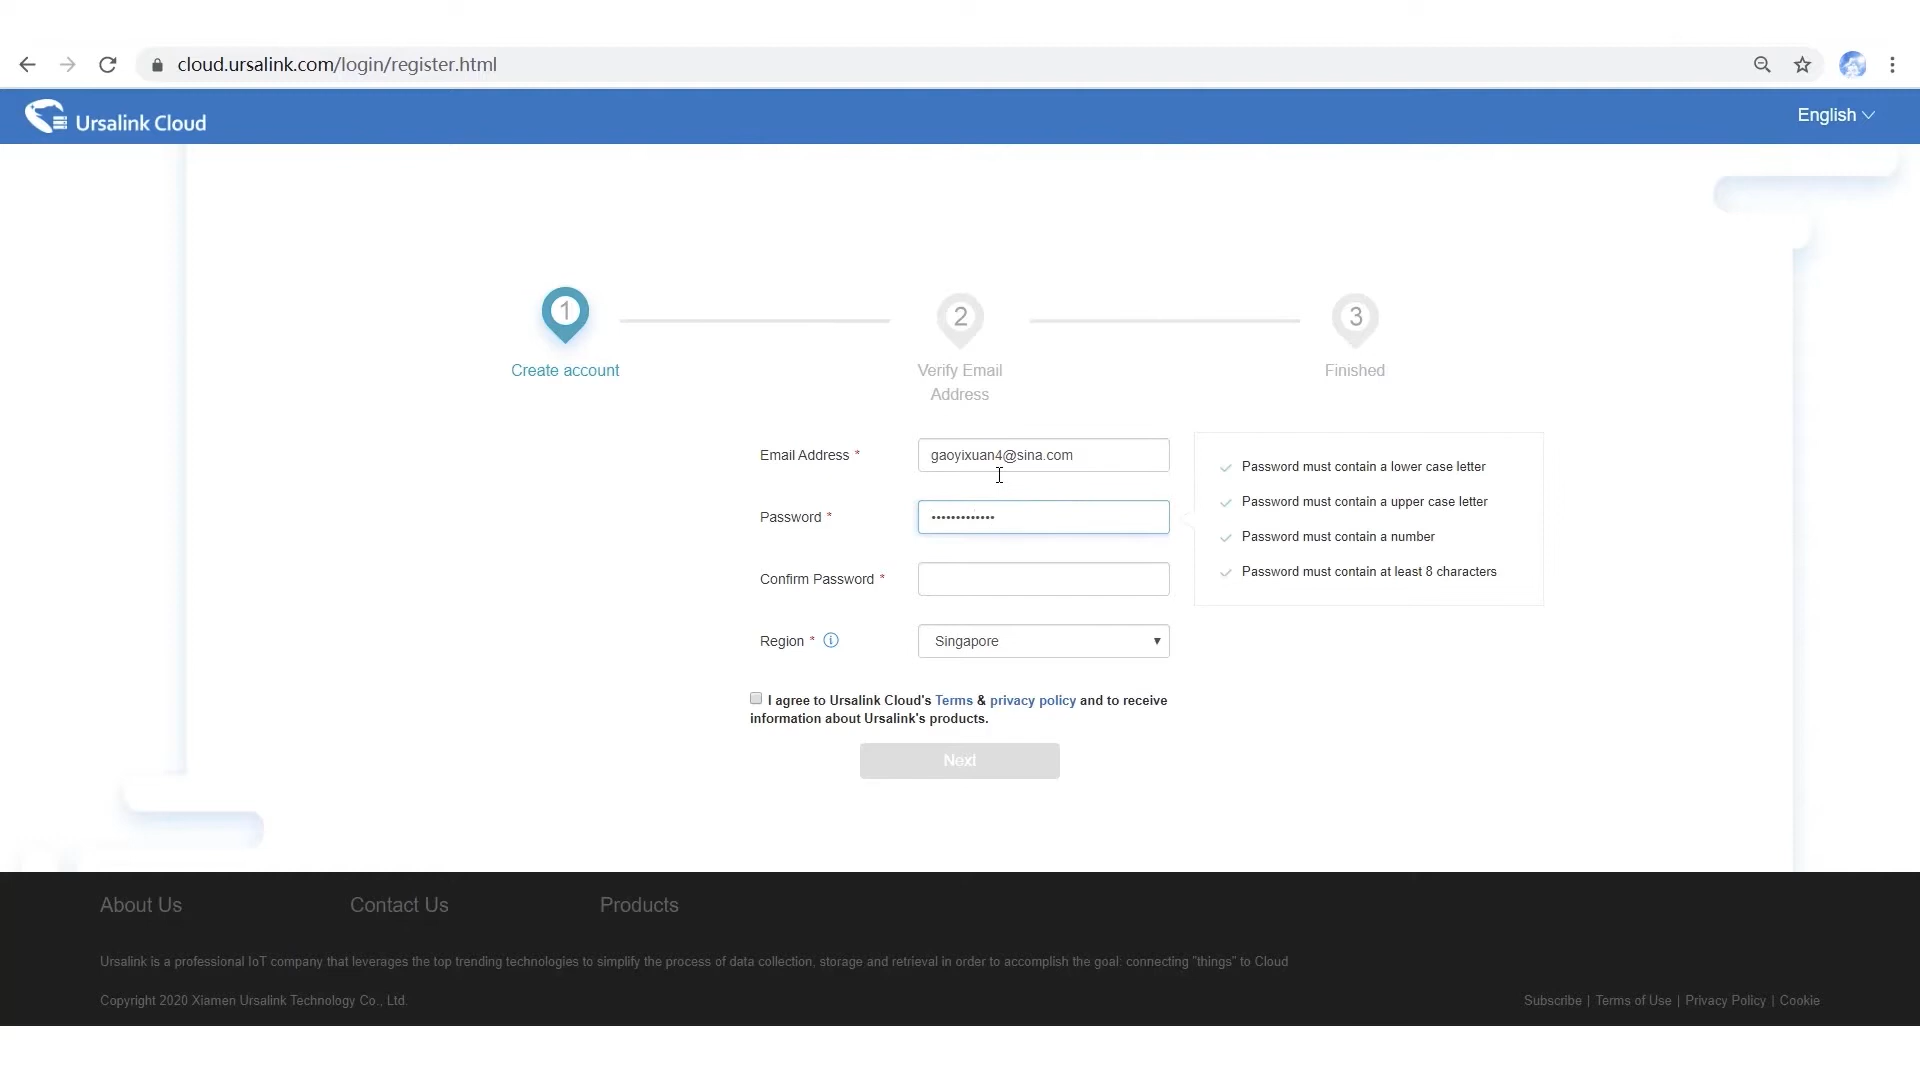 cloud.ursalink.com/login/register.html
Ursalink Cloud
English
1
2
3
Create account
Verify Email
Address
Finished
Email Address *
gaoyixuan4@sina.com
Password *
•••••••••••••
Confirm Password *
Region *
Singapore
Password must contain a lower case letter
Password must contain a upper case letter
Password must contain a number
Password must contain at least 8 characters
I agree to Ursalink Cloud's Terms & privacy policy and to receive
information about Ursalink's products.
Next
About Us
Contact Us
Products
Ursalink is a professional IoT company that leverages the top trending technologies to simplify the process of data collection, storage and retrieval in order to accomplish the goal: connecting "things" to Cloud
Copyright 2020 Xiamen Ursalink Technology Co., Ltd.
Subscribe | Terms of Use | Privacy Policy | Cookie